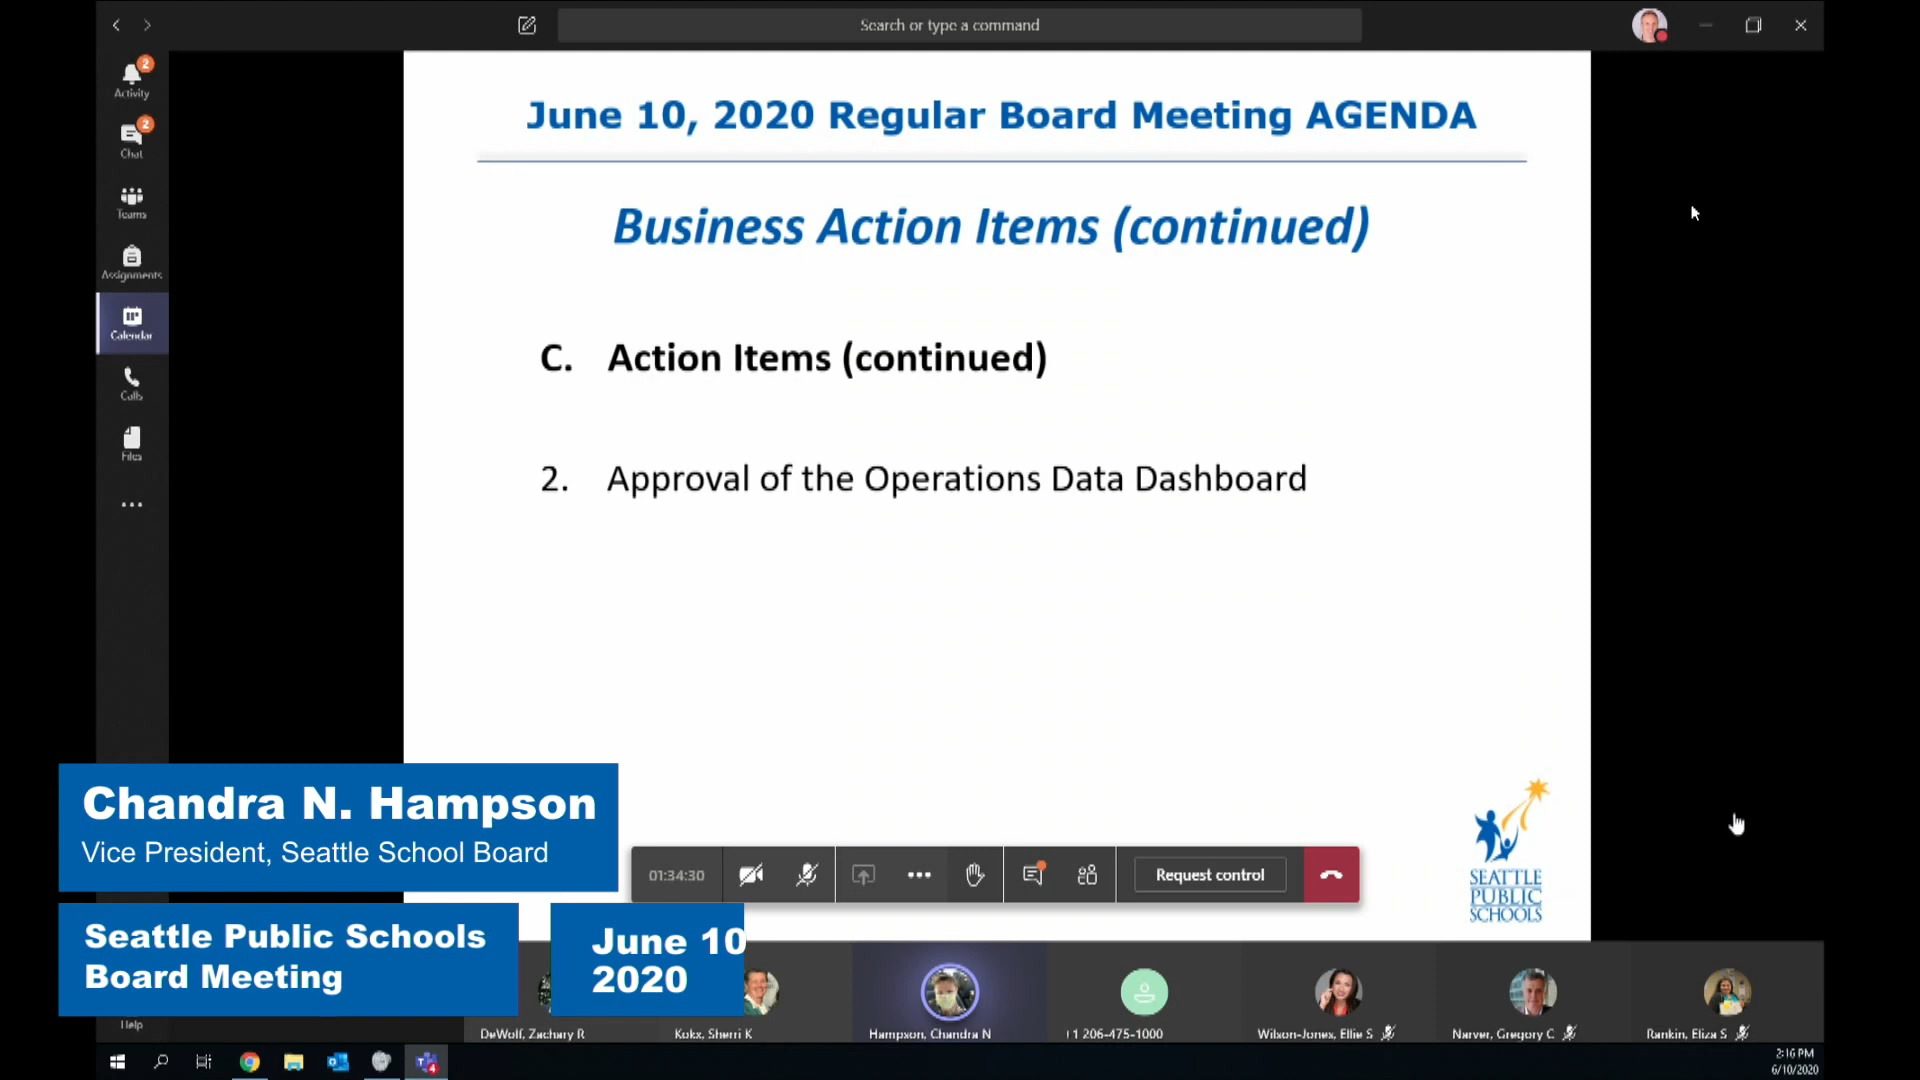 Search or type a command
2
Activity
2
Chat
Teams
Assignments
Calendar
Calls
Files
Help
June 10, 2020 Regular Board Meeting AGENDA
Business Action Items (continued)
C. Action Items (continued)
2. Approval of the Operations Data Dashboard
SEATTLE
PUBLIC
SCHOOLS
Chandra N. Hampson
Vice President, Seattle School Board
01:34:30
Request control
Seattle Public Schools
Board Meeting
June 10
2020
DeWolf, Zachary R
Kokx, Sherri K
Hampson, Chandra N
+1 206-475-1000
Wilson-Jones, Ellie S
Narver, Gregory C
Rankin, Eliza S
4
2:16 PM
6/10/2020